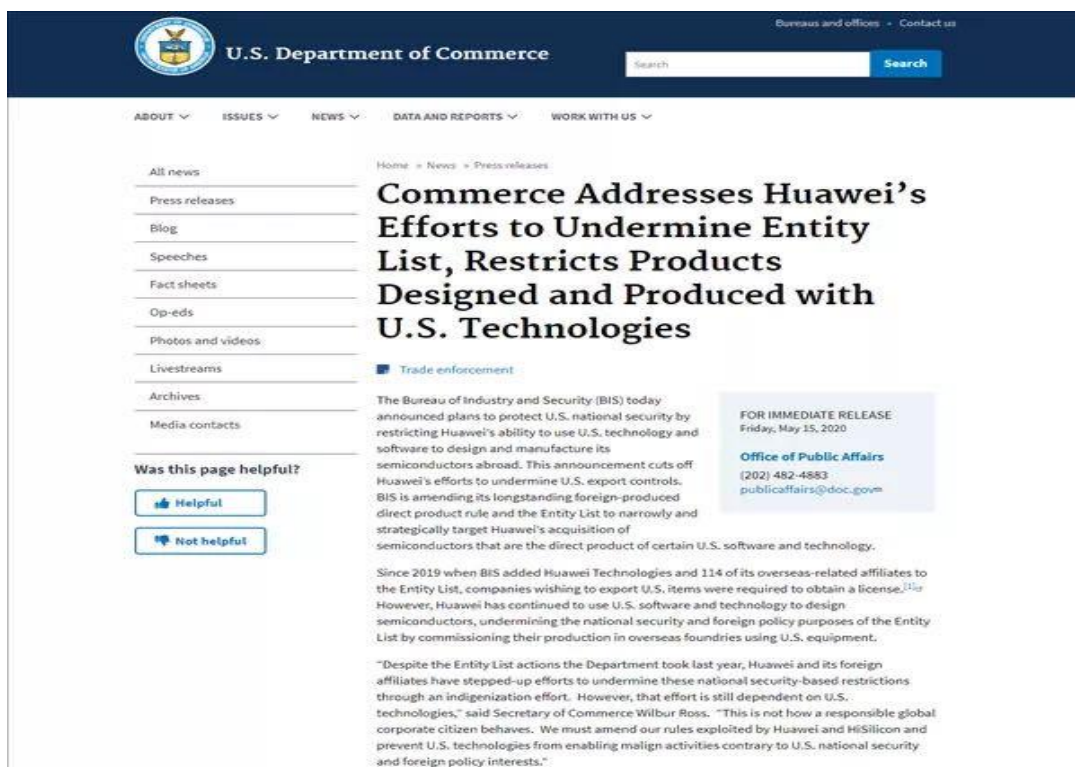 Bureaus and offices • Contact us
U.S. Department of Commerce
Search
Search
ABOUT
ISSUES
NEWS
DATA AND REPORTS
WORK WITH US
All news
Press releases
Blog
Speeches
Fact sheets
Op-eds
Photos and videos
Livestreams
Archives
Media contacts
Was this page helpful?
Helpful
Not helpful
Home » News » Press releases
Commerce Addresses Huawei's
Efforts to Undermine Entity
List, Restricts Products
Designed and Produced with
U.S. Technologies
Trade enforcement
The Bureau of Industry and Security (BIS) today
announced plans to protect U.S. national security by
restricting Huawei's ability to use U.S. technology and
software to design and manufacture its
semiconductors abroad. This announcement cuts off
Huawei's efforts to undermine U.S. export controls.
BIS is amending its longstanding foreign-produced
direct product rule and the Entity List to narrowly and
strategically target Huawei's acquisition of
semiconductors that are the direct product of certain U.S. software and technology.
FOR IMMEDIATE RELEASE
Friday, May 15, 2020
Office of Public Affairs
(202) 482-4883
publicaffairs@doc.gov
Since 2019 when BIS added Huawei Technologies and 114 of its overseas-related affiliates to
the Entity List, companies wishing to export U.S. items were required to obtain a license.[1]
However, Huawei has continued to use U.S. software and technology to design
semiconductors, undermining the national security and foreign policy purposes of the Entity
List by commissioning their production in overseas foundries using U.S. equipment.
"Despite the Entity List actions the Department took last year, Huawei and its foreign
affiliates have stepped-up efforts to undermine these national security-based restrictions
through an indigenization effort. However, that effort is still dependent on U.S.
technologies," said Secretary of Commerce Wilbur Ross. "This is not how a responsible global
corporate citizen behaves. We must amend our rules exploited by Huawei and HiSilicon and
prevent U.S. technologies from enabling malign activities contrary to U.S. national security
and foreign policy interests."